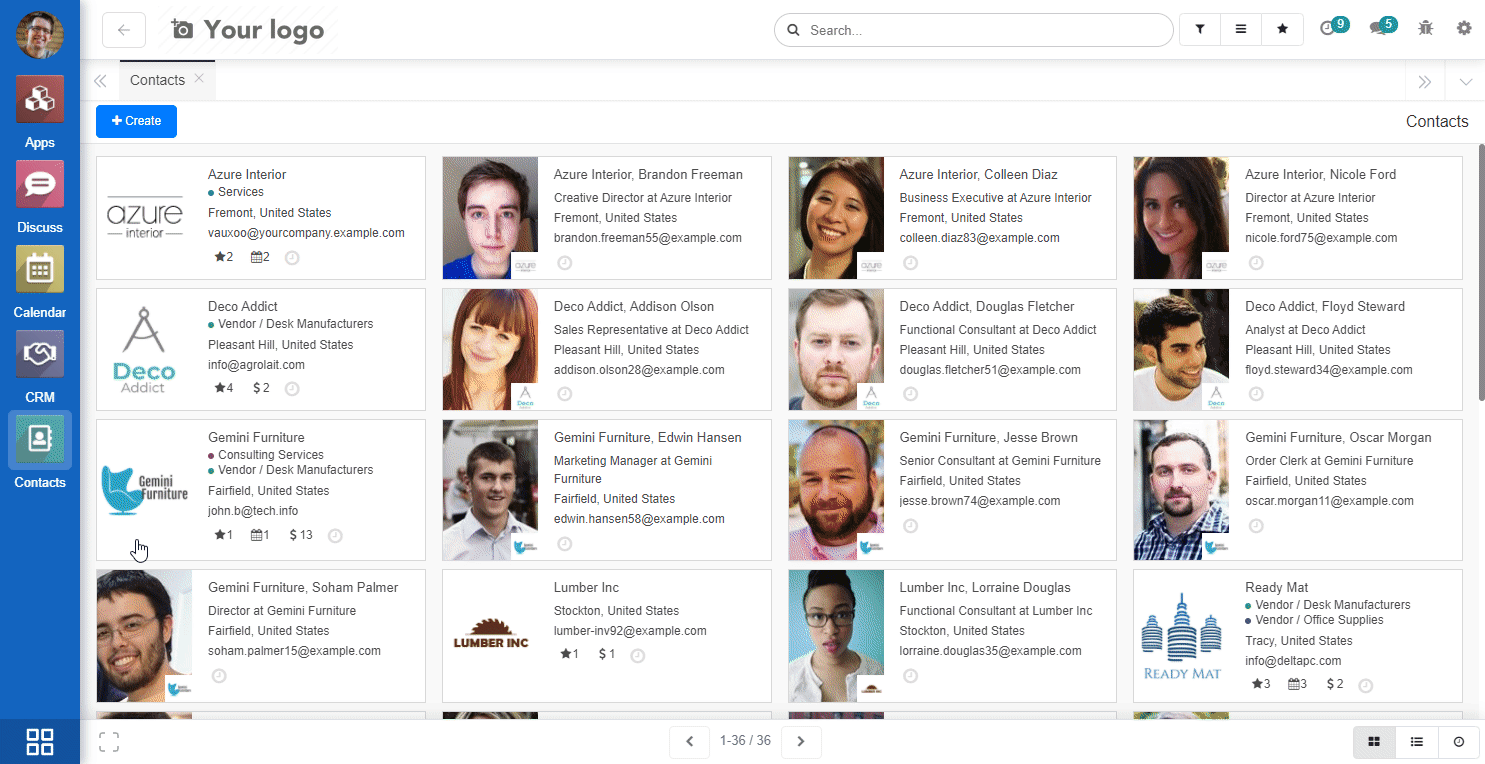 Your logo
Search...
9
5
Contacts
Create
Contacts
Apps
Discuss
Calendar
CRM
Contacts
azure
interior
Azure Interior
Services
Fremont, United States
vauxoo@yourcompany.example.com
2 2
Azure Interior, Brandon Freeman
Creative Director at Azure Interior
Fremont, United States
brandon.freeman55@example.com
azure
Azure Interior, Colleen Diaz
Business Executive at Azure Interior
Fremont, United States
colleen.diaz83@example.com
azure
Azure Interior, Nicole Ford
Director at Azure Interior
Fremont, United States
nicole.ford75@example.com
azure
Deco
Addict
Deco Addict
Vendor / Desk Manufacturers
Pleasant Hill, United States
info@agrolait.com
4 $ 2
Deco Addict, Addison Olson
Sales Representative at Deco Addict
Pleasant Hill, United States
addison.olson28@example.com
Deco
Deco Addict, Douglas Fletcher
Functional Consultant at Deco Addict
Pleasant Hill, United States
douglas.fletcher51@example.com
Deco
Deco Addict, Floyd Steward
Analyst at Deco Addict
Pleasant Hill, United States
floyd.steward34@example.com
Deco
Gemini
Furniture
Gemini Furniture
Consulting Services
Vendor / Desk Manufacturers
Fairfield, United States
john.b@tech.info
1 1 $ 13
Gemini Furniture, Edwin Hansen
Marketing Manager at Gemini
Furniture
Fairfield, United States
edwin.hansen58@example.com
Gemini Furniture, Jesse Brown
Senior Consultant at Gemini Furniture
Fairfield, United States
jesse.brown74@example.com
Gemini Furniture, Oscar Morgan
Order Clerk at Gemini Furniture
Fairfield, United States
oscar.morgan11@example.com
Gemini Furniture, Soham Palmer
Director at Gemini Furniture
Fairfield, United States
soham.palmer15@example.com
LUMBER INC
Lumber Inc
Stockton, United States
lumber-inv92@example.com
1 $ 1
Lumber Inc, Lorraine Douglas
Functional Consultant at Lumber Inc
Stockton, United States
lorraine.douglas35@example.com
READY MAT
Ready Mat
Vendor / Desk Manufacturers
Vendor / Office Supplies
Tracy, United States
info@deltapc.com
3 3 $ 2
1-36 / 36